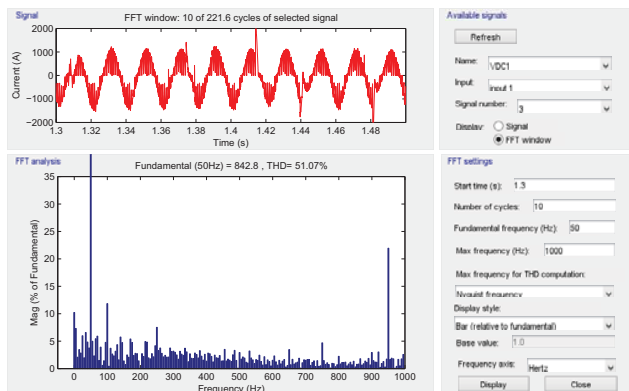 Signal
FFT window: 10 of 221.6 cycles of selected signal
2000
1000
0
−1000
−2000
Current (A)
1.3 1.32 1.34 1.36 1.38 1.4 1.42 1.44 1.46 1.48
Time (s)
FFT analysis
Fundamental (50Hz) = 842.8 , THD= 51.07%
35
30
25
20
15
10
5
0
Mag (% of Fundamental)
0 100 200 300 400 500 600 700 800 900 1000
Frequency (Hz)
Available signals
Refresh
Name: VDC1
Input: input 1
Signal number: 3
Display: Signal
FFT window
FFT settings
Start time (s): 1.3
Number of cycles: 10
Fundamental frequency (Hz): 50
Max frequency (Hz): 1000
Max frequency for THD computation:
Nyquist frequency
Display style:
Bar (relative to fundamental)
Base value: 1.0
Frequency axis: Hertz
Display Close